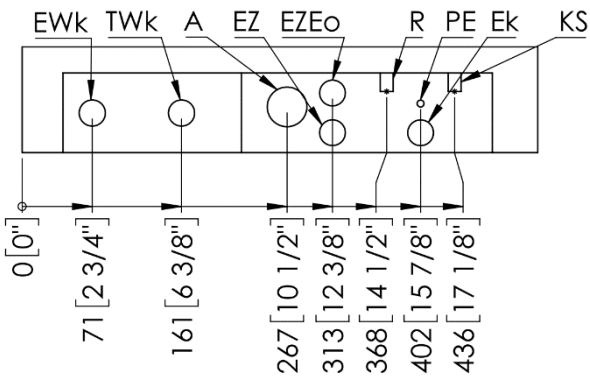 EWk TWk A EZ EZEo R PE Ek KS
0 [0"]
71 [2 3/4"]
161 [6 3/8"]
267 [10 1/2"]
313 [12 3/8"]
368 [14 1/2"]
402 [15 7/8"]
436 [17 1/8"]